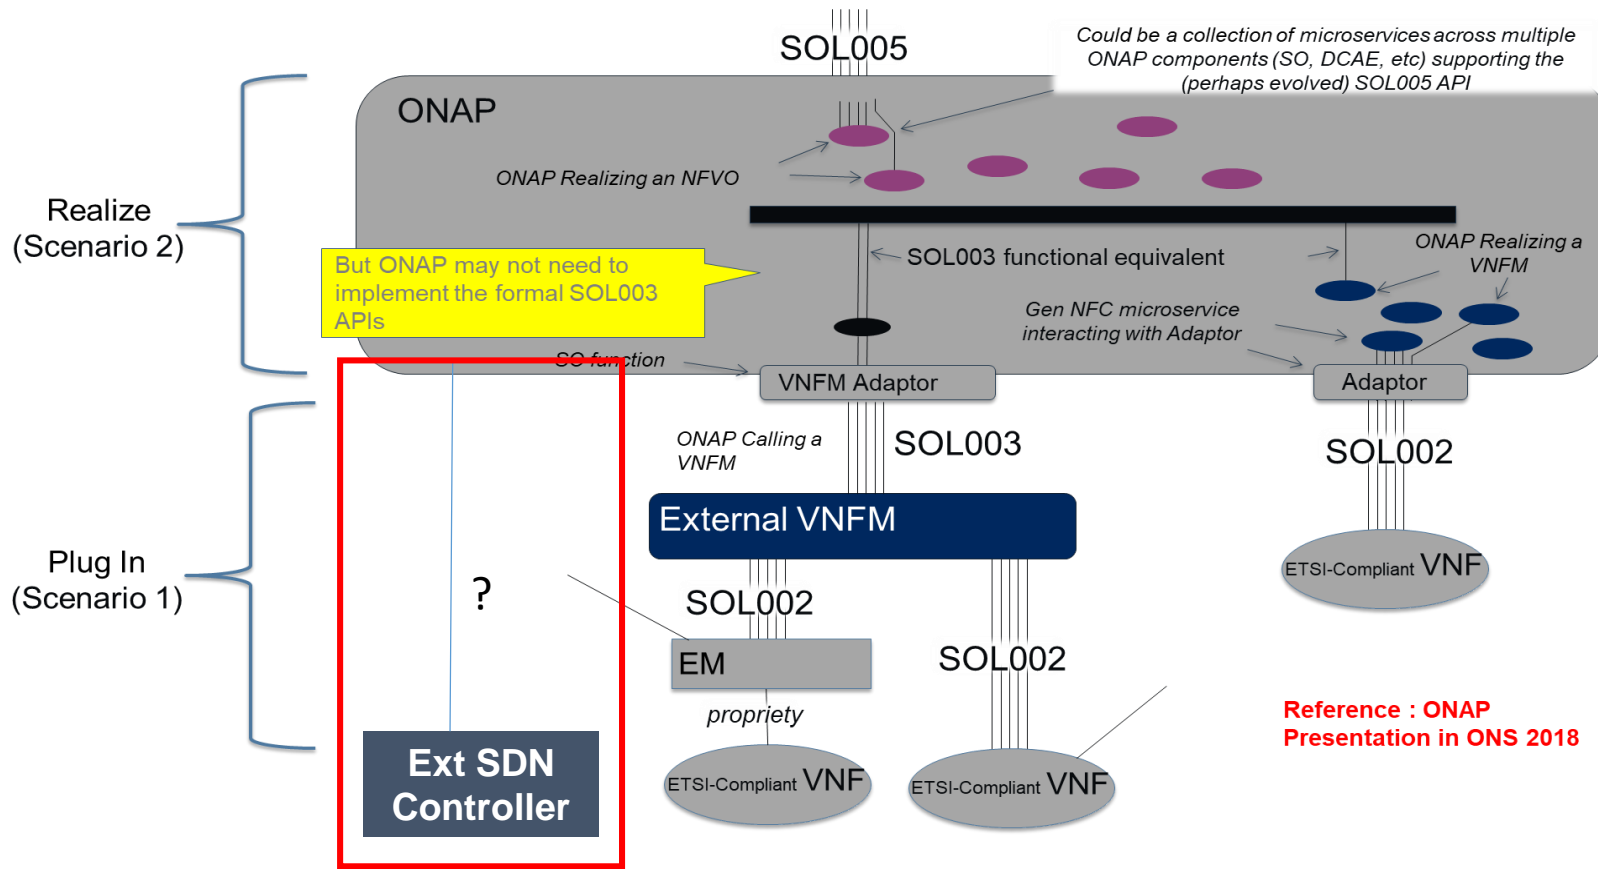 SOL005
Could be a collection of microservices across multiple
ONAP components (SO, DCAE, etc) supporting the
(perhaps evolved) SOL005 API
ONAP
ONAP Realizing an NFVO
Realize
(Scenario 2)
But ONAP may not need to
implement the formal SOL003
APIs
SOL003 functional equivalent
ONAP Realizing a
VNFM
Gen NFC microservice
interacting with Adaptor
SO function
VNFM Adaptor
Adaptor
ONAP Calling a
VNFM
SOL003
SOL002
External VNFM
Plug In
(Scenario 1)
?
SOL002
ETSI-Compliant VNF
EM
SOL002
propriety
Reference : ONAP
Presentation in ONS 2018
Ext SDN
Controller
ETSI-Compliant VNF
ETSI-Compliant VNF